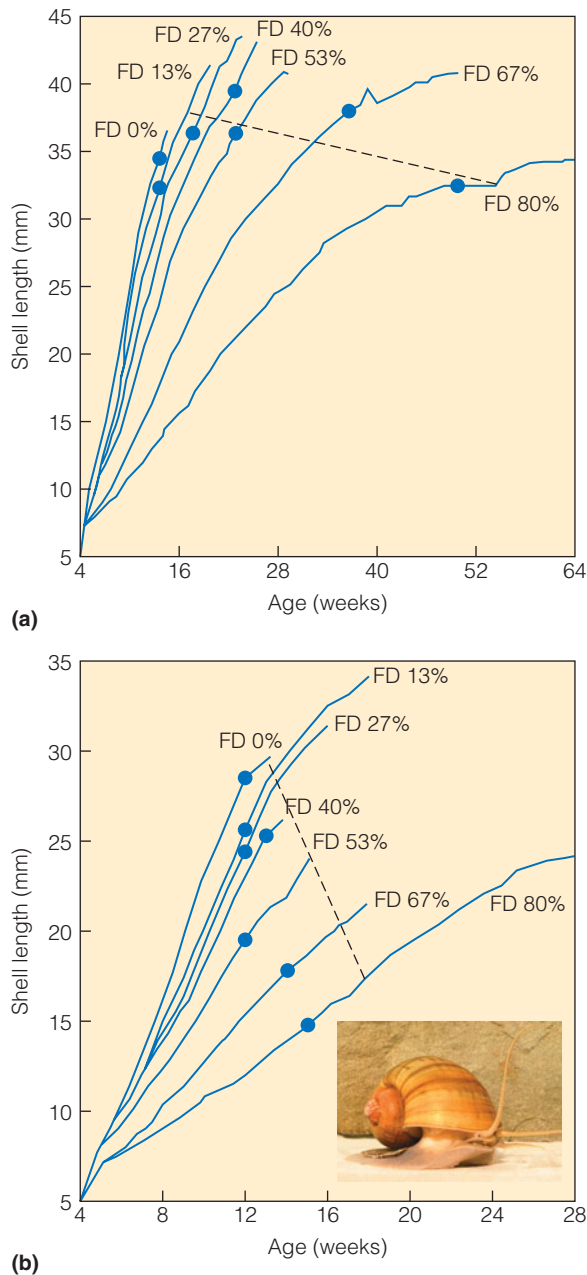 45
40
35
30
25
20
15
10
5
Shell length (mm)
FD 0%
FD 13%
FD 27%
FD 40%
FD 53%
FD 67%
FD 80%
4 16 28 40 52 64
Age (weeks)
(a)
35
30
25
20
15
10
5
Shell length (mm)
FD 0%
FD 13%
FD 27%
FD 40%
FD 53%
FD 67%
FD 80%
4 8 12 16 20 24 28
Age (weeks)
(b)